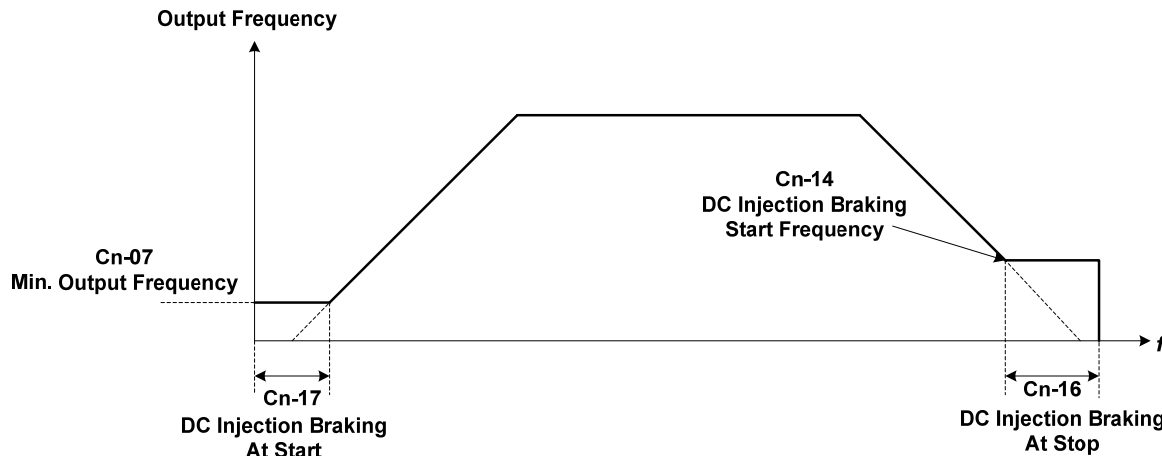 Output Frequency
Cn-14
DC Injection Braking
Start Frequency
Cn-07
Min. Output Frequency
f
Cn-17
DC Injection Braking
At Start
Cn-16
DC Injection Braking
At Stop